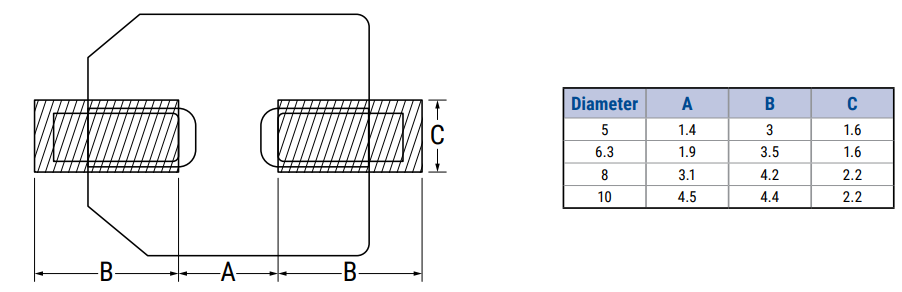 C
B A B
Diameter A B C
5 1.4 3 1.6
6.3 1.9 3.5 1.6
8 3.1 4.2 2.2
10 4.5 4.4 2.2